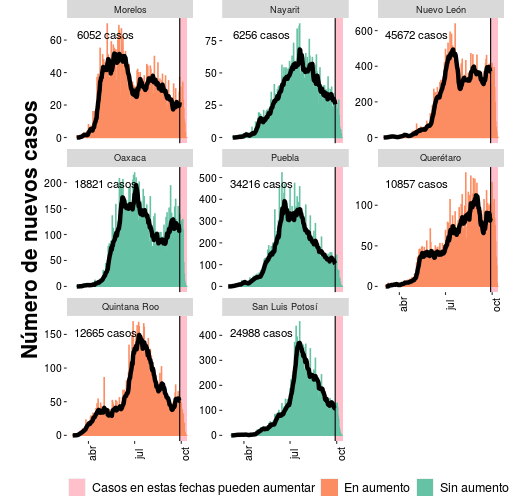 Morelos Nayarit Nuevo León
6052 casos 6256 casos 45672 casos
60 40 20 0
75 50 25 0
600 400 200 0
Oaxaca Puebla Querétaro
18821 casos 34216 casos 10857 casos
200 150 100 50 0
500 400 300 200 100 0
100 50 0
abr jul oct
Quintana Roo San Luis Potosí
12665 casos 24988 casos
150 100 50 0
400 300 200 100 0
abr jul oct abr jul oct
Número de nuevos casos
Casos en estas fechas pueden aumentar En aumento Sin aumento